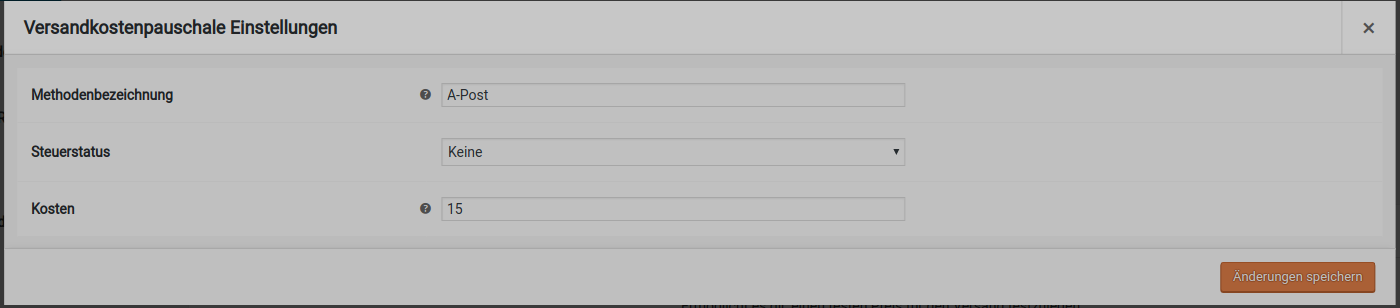 Versandkostenpauschale Einstellungen
Methodenbezeichnung A-Post
Steuerstatus Keine
Kosten 15
Änderungen speichern